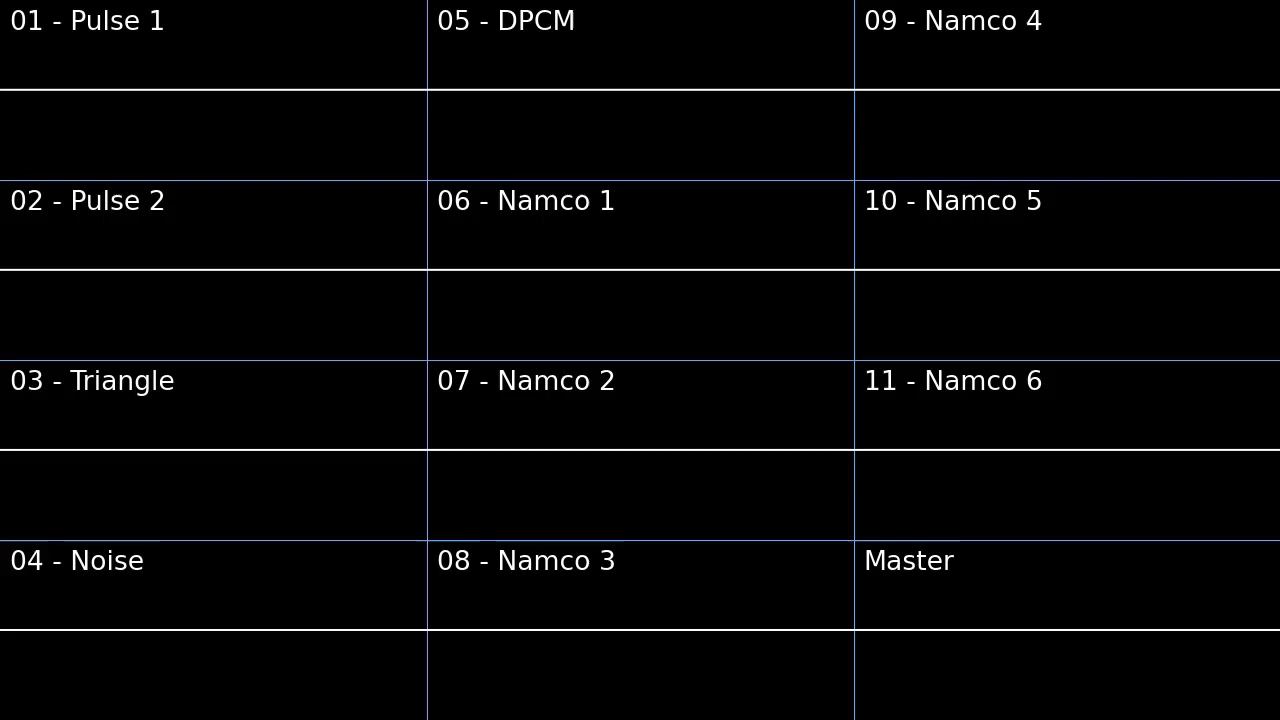 01 - Pulse 1
02 - Pulse 2
03 - Triangle
04 - Noise
05 - DPCM
06 - Namco 1
07 - Namco 2
08 - Namco 3
09 - Namco 4
10 - Namco 5
11 - Namco 6
Master